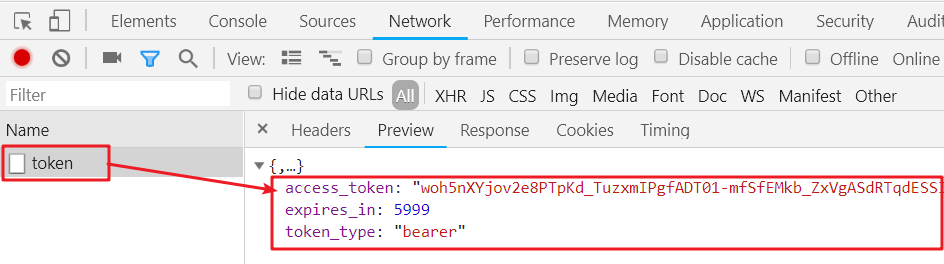 Elements Console Sources Network Performance Memory Application Security Audit
View: Group by frame Preserve log Disable cache Offline Online
Filter Hide data URLs All XHR JS CSS Img Media Font Doc WS Manifest Other
Name × Headers Preview Response Cookies Timing
token
▼{,…}
access_token: "woh5nXYjov2e8PTpKd_TuzxmIPgfADT01-mfSfEMkb_ZxVgASdRTqdESSI
expires_in: 5999
token_type: "bearer"